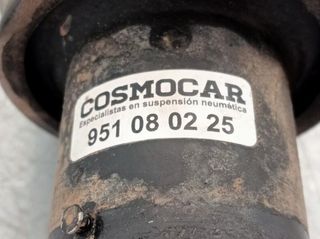 COSMOCAR
Especialistas en suspensión neumática
951 08 02 25